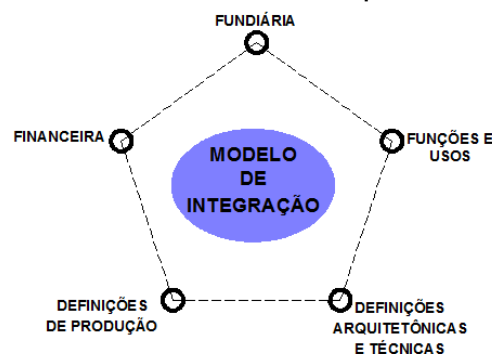 FUNDIÁRIA
FINANCEIRA
FUNÇÕES E
USOS
MODELO
DE
INTEGRAÇÃO
DEFINIÇÕES
DE PRODUÇÃO
DEFINIÇÕES
ARQUITETÔNICAS
E TÉCNICAS